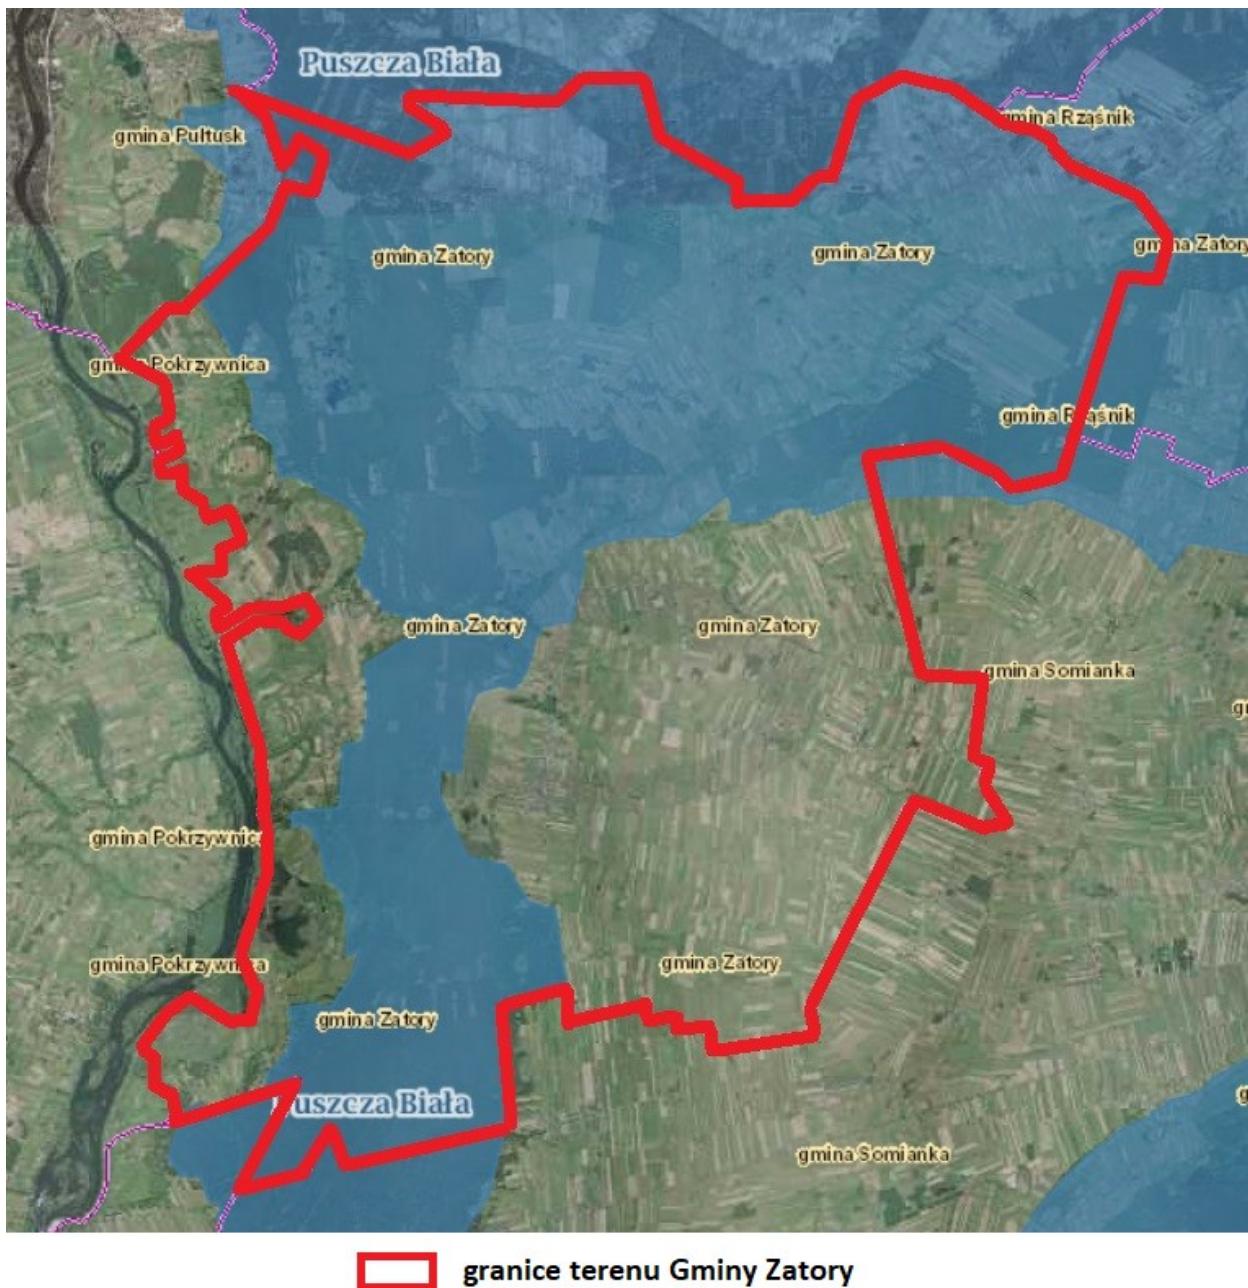 Puszcza Biała
gmina Rząśnik
gmina Pułtusk
gmina Zatory
gmina Zatory
gmina Zatory
gmina Pokrzywnica
gmina Rząśnik
gmina Zatory
gmina Zatory
gmina Somianka
gmina Pokrzywnica
gmina Zatory
gmina Pokrzywnica
gmina Zatory
Puszcza Biała
gmina Somianka
granice terenu Gminy Zatory